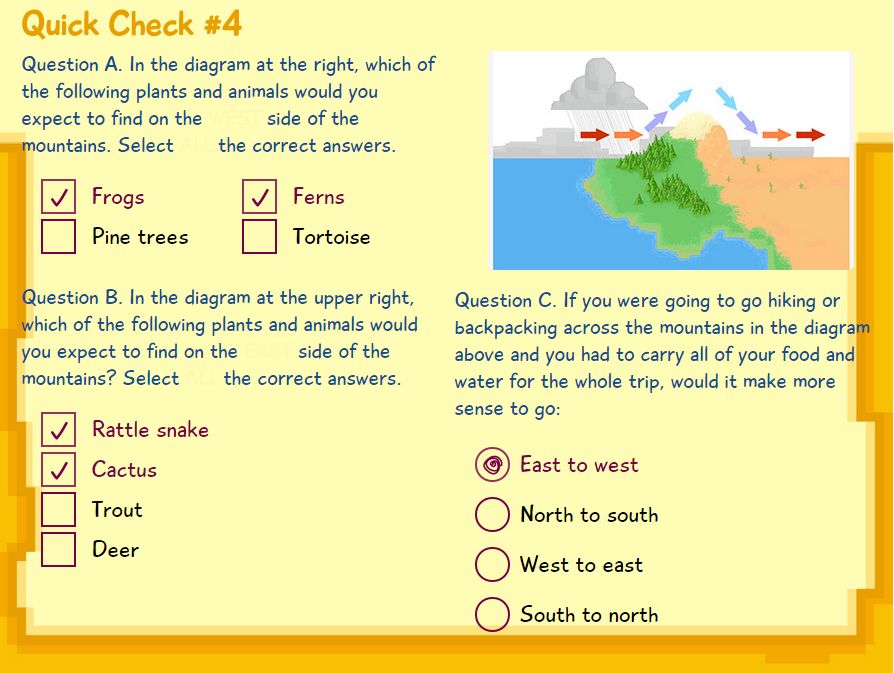 Quick Check #4
Question A. In the diagram at the right, which of
the following plants and animals would you
expect to find on the WEST side of the
mountains. Select ALL the correct answers.
Frogs
Ferns
Pine trees
Tortoise
Question B. In the diagram at the upper right,
which of the following plants and animals would
you expect to find on the EAST side of the
mountains? Select ALL the correct answers.
Rattle snake
Cactus
Trout
Deer
Question C. If you were going to go hiking or
backpacking across the mountains in the diagram
above and you had to carry all of your food and
water for the whole trip, would it make more
sense to go:
East to west
North to south
West to east
South to north